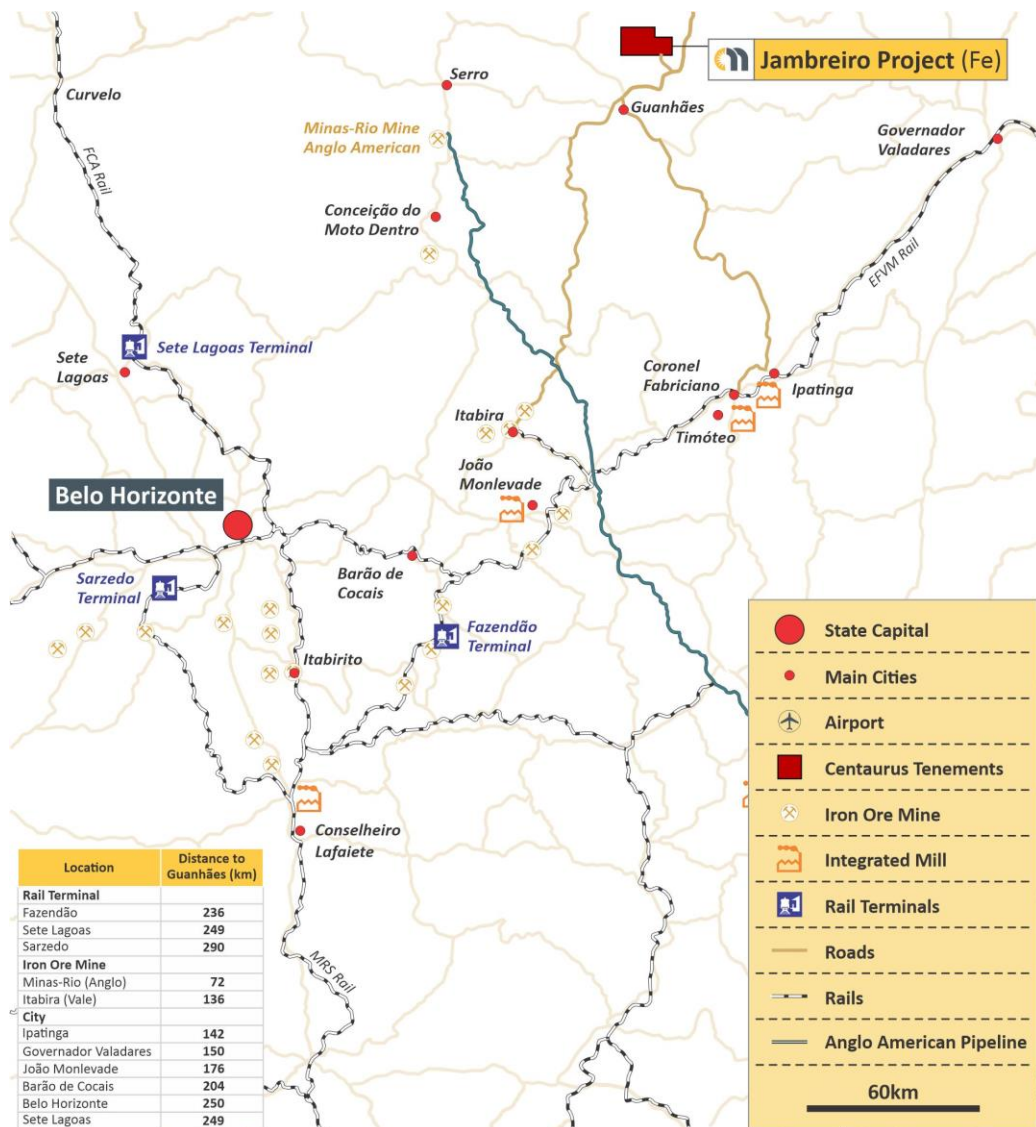 Jambreiro Project (Fe)
Serro
Curvelo
Guanhães
Minas-Rio Mine
Anglo American
Governador
Valadares
FCA Rail
Conceição do
Moto Dentro
EFVM Rail
Sete Lagoas Terminal
Sete
Lagoas
Coronel
Fabriciano
Ipatinga
Itabira
Timóteo
João
Monlevade
Belo Horizonte
Barão de
Cocais
Sarzedo
Terminal
Fazendão
Terminal
Itabirito
Conselheiro
Lafaiete
MRS Rail
State Capital
Main Cities
Airport
Centaurus Tenements
Iron Ore Mine
Integrated Mill
Rail Terminals
Roads
Rails
Anglo American Pipeline
60km
Location Distance to
Guanhães (km)
Rail Terminal
Fazendão 236
Sete Lagoas 249
Sarzedo 290
Iron Ore Mine
Minas-Rio (Anglo) 72
Itabira (Vale) 136
City
Ipatinga 142
Governador Valadares 150
João Monlevade 176
Barão de Cocais 204
Belo Horizonte 250
Sete Lagoas 249